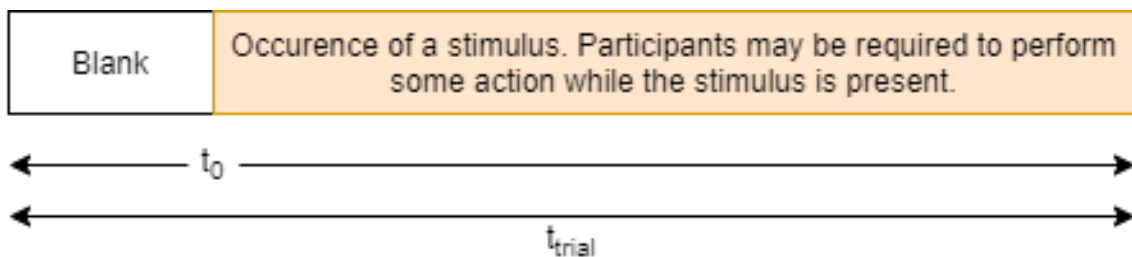 Blank
Occurence of a stimulus. Participants may be required to perform
some action while the stimulus is present.
t0
ttrial